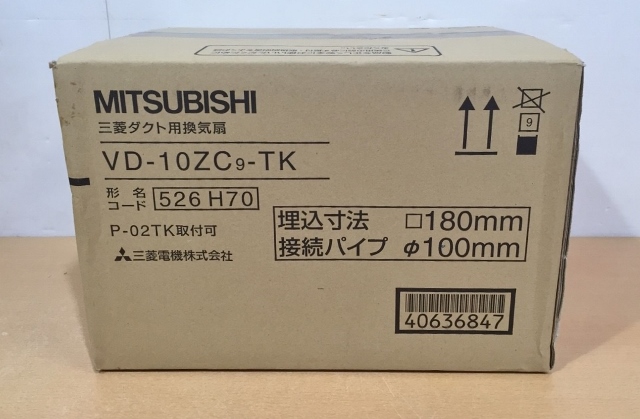 MITSUBISHI
三菱ダクト用換気扇
VD-10ZC9-TK
形名コード 526 H70
P-02TK取付可
三菱電機株式会社
9
埋込寸法 □180mm
接続パイプ φ100mm
40636847